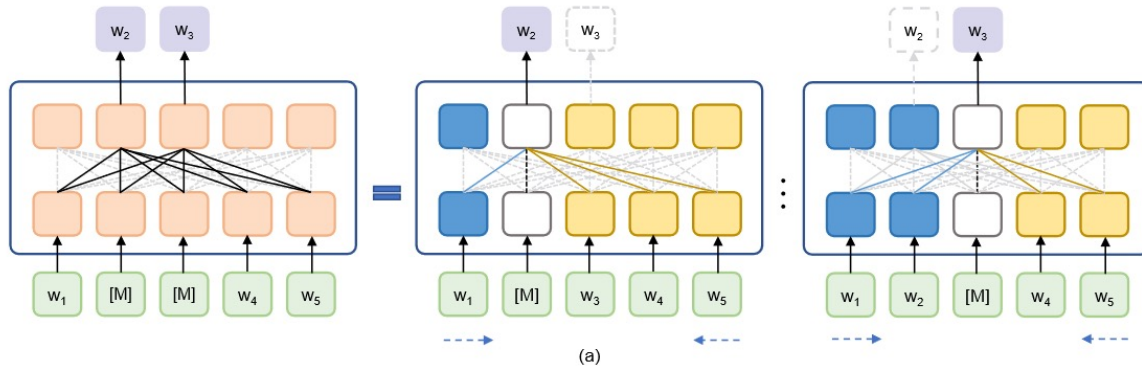 w₂ w₃ w₂ w₃ w₂ w₃
w₁ [M] [M] w₄ w₅ w₁ [M] w₃ w₄ w₅ w₁ w₂ [M] w₄ w₅
(a)